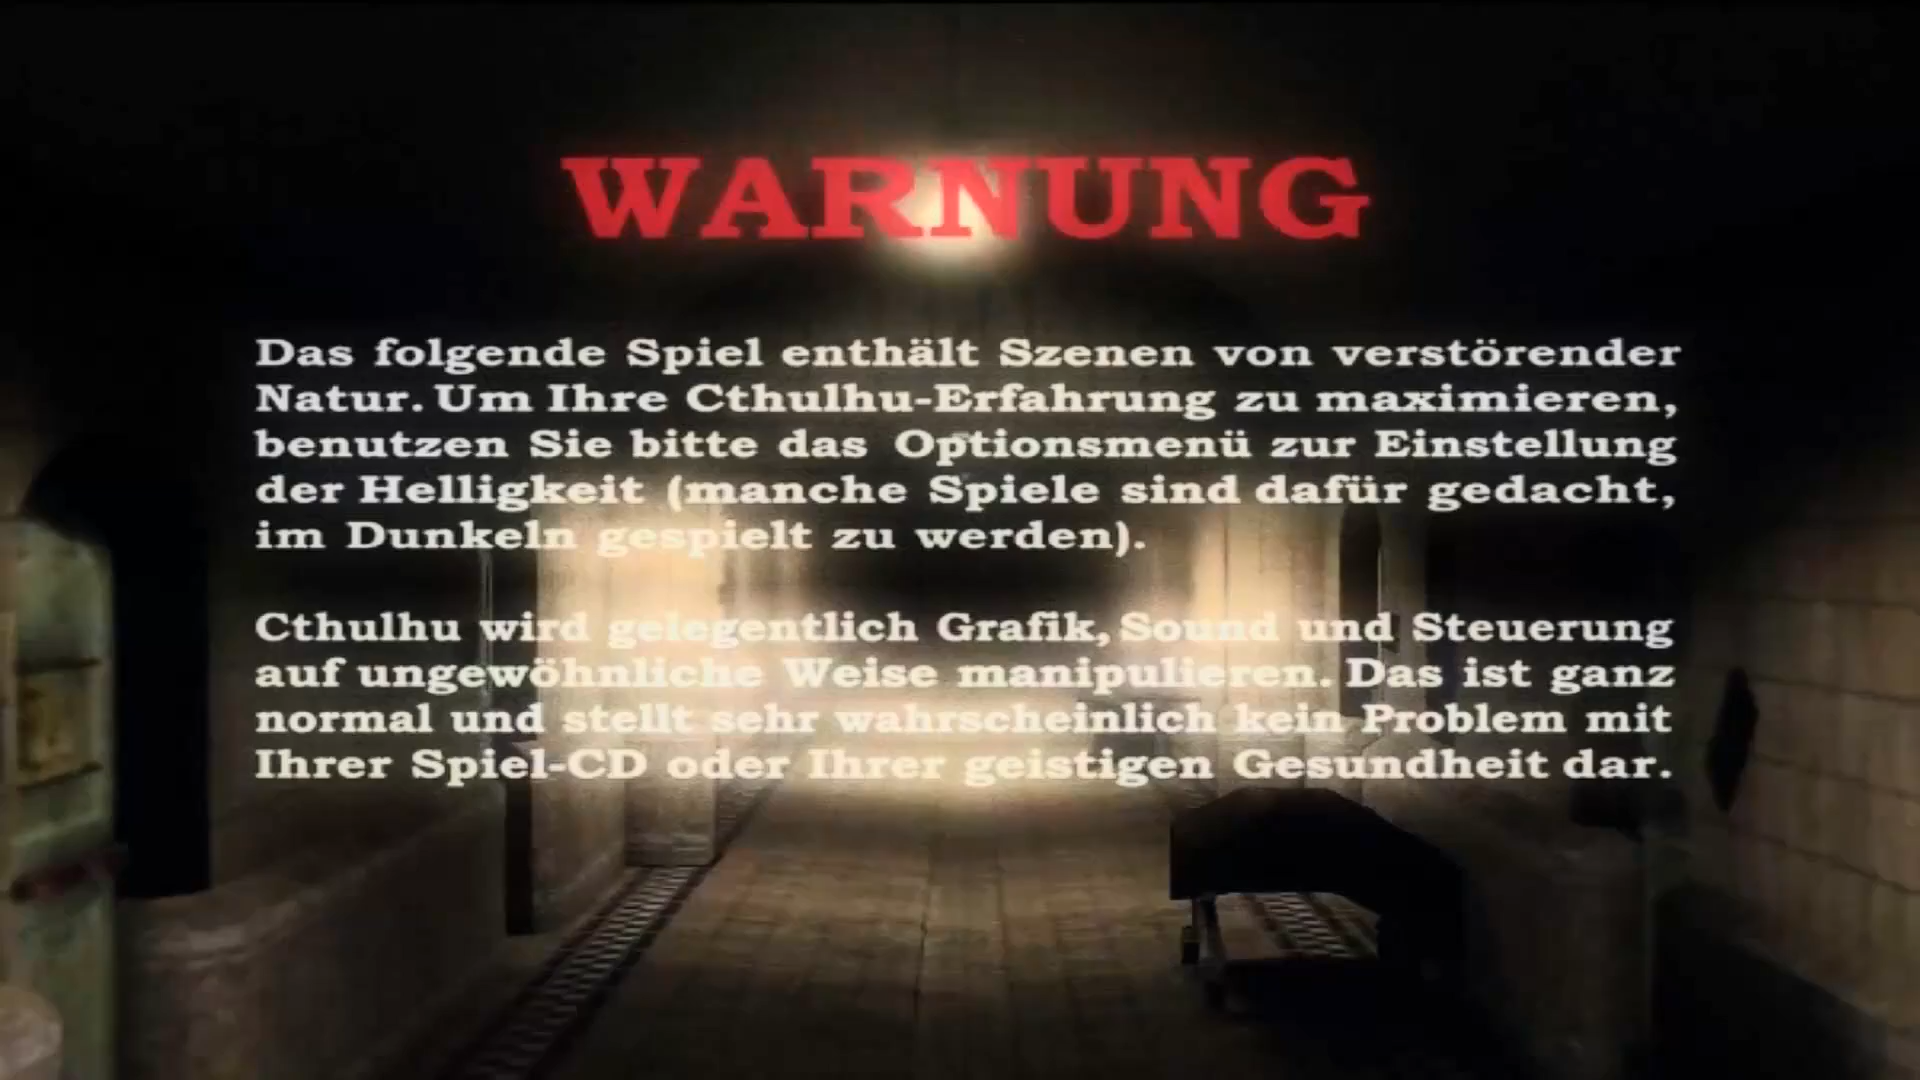 WARNUNG
Das folgende Spiel enthält Szenen von verstörender
Natur. Um Ihre Cthulhu-Erfahrung zu maximieren,
benutzen Sie bitte das Optionsmenü zur Einstellung
der Helligkeit (manche Spiele sind dafür gedacht,
im Dunkeln gespielt zu werden).
Cthulhu wird gelegentlich Grafik, Sound und Steuerung
auf ungewöhnliche Weise manipulieren. Das ist ganz
normal und stellt sehr wahrscheinlich kein Problem mit
Ihrer Spiel-CD oder Ihrer geistigen Gesundheit dar.